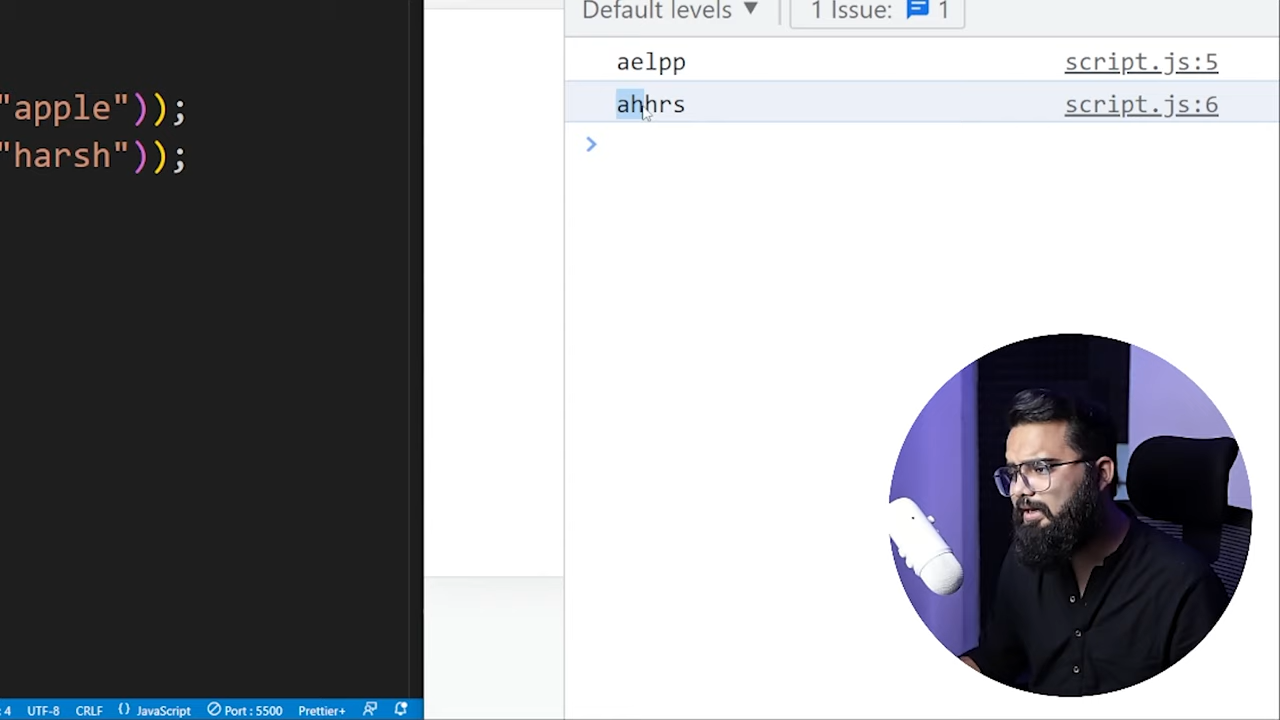 Default levels ▼ 1 Issue: 1
aelpp script.js:5
ahhrs script.js:6
"apple"));
"harsh"));
: 4 UTF-8 CRLF {} JavaScript Port : 5500 Prettier+